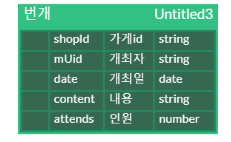 번개 Untitled3
shopId 가게id string
mUid 개최자 string
date 개최일 date
content 내용 string
attends 인원 number